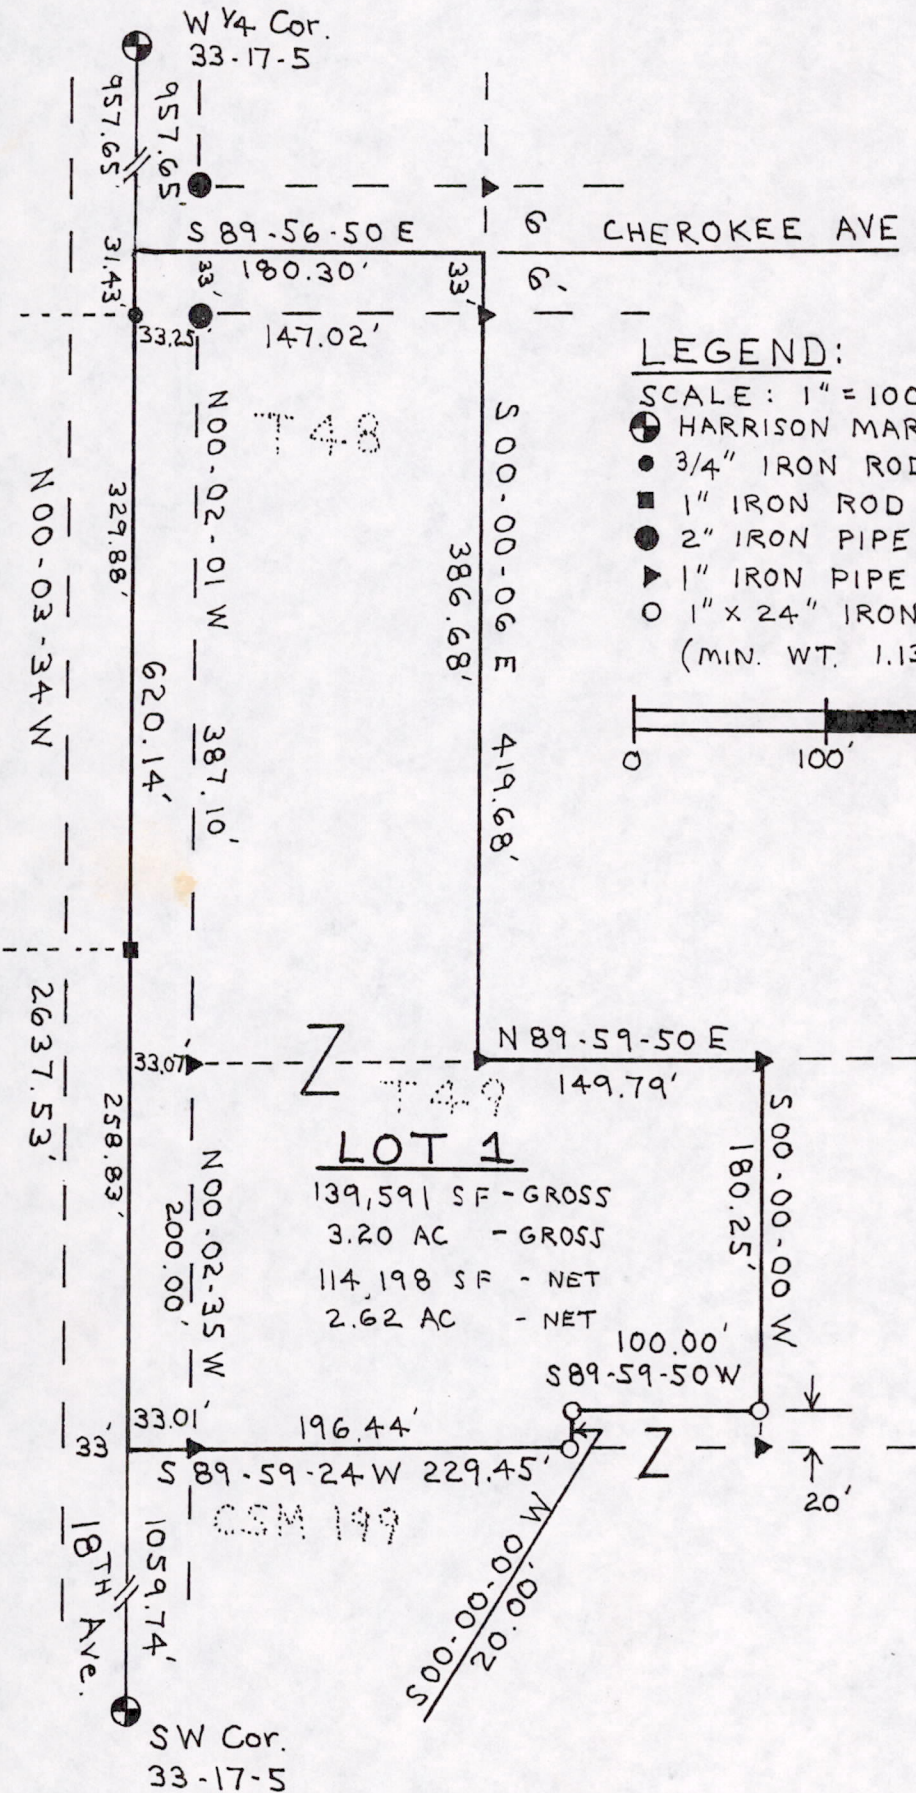 W 1/4 Cor.
33-17-5
957.65'
957.65'
S 89-56-50 E
180.30'
6
CHEROKEE AVE
6
31.43'
33'
33'
33.25'
147.02'
LEGEND:
SCALE: 1" = 100
HARRISON MAR
3/4" IRON ROD
1" IRON ROD
2" IRON PIPE
1" IRON PIPE
1" X 24" IRON
(MIN. WT. 1.13
0 100'
T48
N 00-03-34 W
2637.53'
329.88'
620.14'
N 00-02-01 W 387.10'
386.68'
S 00-00-06 E 419.68'
N 89-59-50 E
149.79'
33.07'
Z
T49
LOT 1
139,591 SF - GROSS
3.20 AC - GROSS
114,198 SF - NET
2.62 AC - NET
258.83'
200.00'
N 00-02-35 W
180.25'
S 00-00-00 W
100.00'
S 89-59-50 W
33.01'
196.44'
33'
S 89-59-24 W 229.45'
Z
20'
CSM 199
S 00-00-00 W
20.00'
18TH Ave.
1059.74'
SW Cor.
33-17-5